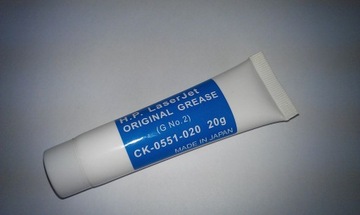 H.P. LaserJet
ORIGINAL GREASE
(G No.2)
CK-0551-020 20g
MADE IN JAPAN